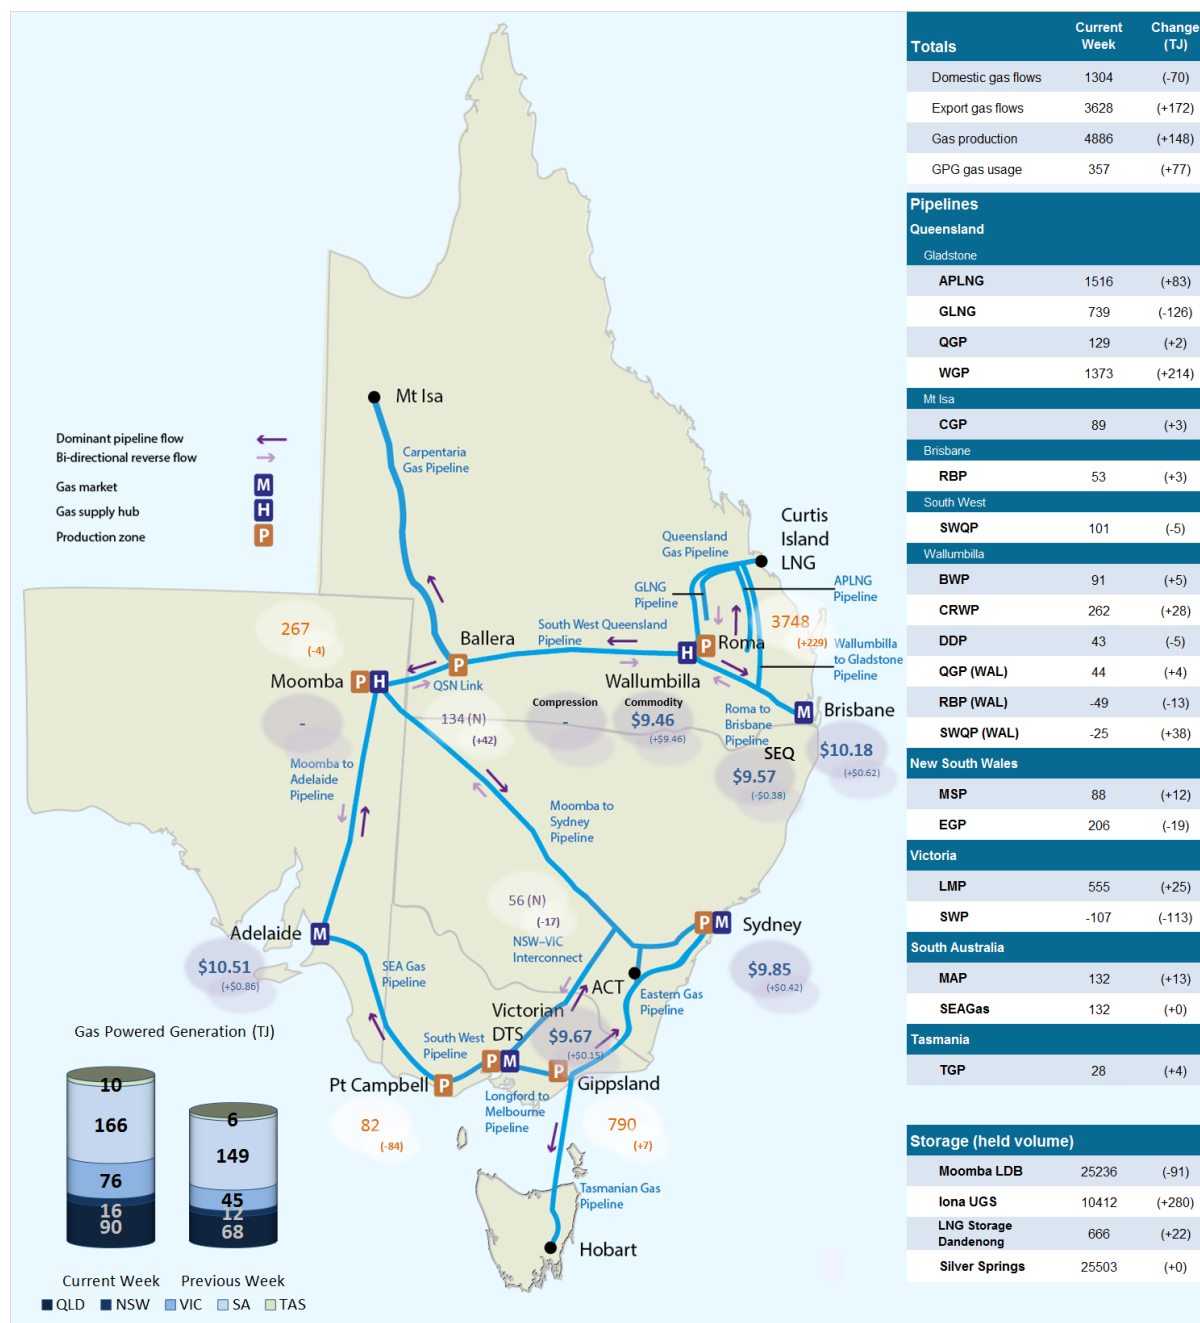 Mt Isa
Dominant pipeline flow
Bi-directional reverse flow
Gas market M
Gas supply hub H
Production zone P
Carpentaria
Gas Pipeline
Curtis
Island
LNG
Queensland
Gas Pipeline
GLNG
Pipeline
APLNG
Pipeline
3748
(+229)
267
(-4)
South West Queensland
Pipeline
Ballera
P
H P Roma
Wallumbilla
to Gladstone
Pipeline
Moomba P H
QSN Link
Wallumbilla
134 (N)
(+42)
Compression
-
Commodity
$9.46
(+$9.46)
Roma to
Brisbane
Pipeline
M Brisbane
-
SEQ
$9.57
(-$0.38)
$10.18
(+$0.62)
Moomba to
Adelaide
Pipeline
Moomba to
Sydney
Pipeline
56 (N)
(-17)
NSW–VIC
Interconnect
P M Sydney
Adelaide M
$10.51
(+$0.86)
SEA Gas
Pipeline
$9.85
(+$0.42)
ACT
Eastern Gas
Pipeline
Victorian
DTS
$9.67
(+$0.15)
South West
Pipeline
P M
P
Gippsland
Pt Campbell P
Longford to
Melbourne
Pipeline
82
(-84)
790
(+7)
Tasmanian Gas
Pipeline
Hobart
Gas Powered Generation (TJ)
10
166
76
16
90
6
149
45
12
68
Current Week Previous Week
QLD NSW VIC SA TAS
Totals Current Week Change (TJ)
Domestic gas flows 1304 (-70)
Export gas flows 3628 (+172)
Gas production 4886 (+148)
GPG gas usage 357 (+77)
Pipelines
Queensland
Gladstone
APLNG 1516 (+83)
GLNG 739 (-126)
QGP 129 (+2)
WGP 1373 (+214)
Mt Isa
CGP 89 (+3)
Brisbane
RBP 53 (+3)
South West
SWQP 101 (-5)
Wallumbilla
BWP 91 (+5)
CRWP 262 (+28)
DDP 43 (-5)
QGP (WAL) 44 (+4)
RBP (WAL) -49 (-13)
SWQP (WAL) -25 (+38)
New South Wales
MSP 88 (+12)
EGP 206 (-19)
Victoria
LMP 555 (+25)
SWP -107 (-113)
South Australia
MAP 132 (+13)
SEAGas 132 (+0)
Tasmania
TGP 28 (+4)
Storage (held volume)
Moomba LDB 25236 (-91)
Iona UGS 10412 (+280)
LNG Storage
Dandenong 666 (+22)
Silver Springs 25503 (+0)